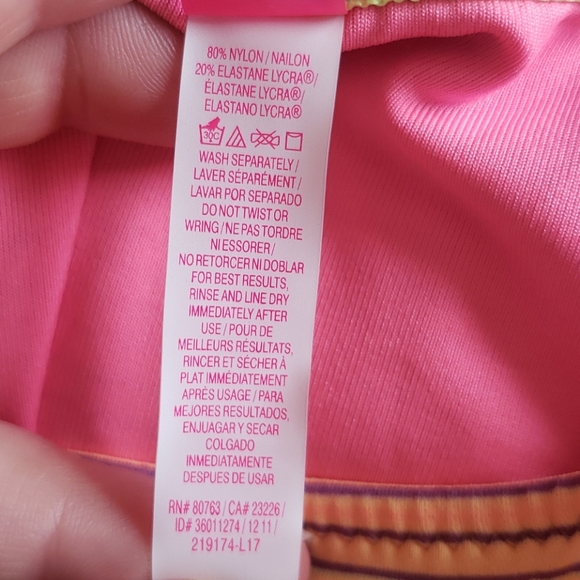 80% NYLON / NAILON
20% ELASTANE LYCRA®/
ÉLASTANE LYCRA®/
ELASTANO LYCRA®
30C
WASH SEPARATELY /
LAVER SÉPARÉMENT /
LAVAR POR SEPARADO
DO NOT TWIST OR
WRING / NE PAS TORDRE
NI ESSORER /
NO RETORCER NI DOBLAR
FOR BEST RESULTS,
RINSE AND LINE DRY
IMMEDIATELY AFTER
USE / POUR DE
MEILLEURS RÉSULTATS,
RINCER ET SÉCHER À
PLAT IMMÉDIATEMENT
APRÈS USAGE / PARA
MEJORES RESULTADOS,
ENJUAGAR Y SECAR
COLGADO
INMEDIATAMENTE
DESPUES DE USAR
RN# 80763 / CA# 23226 /
ID# 36011274 / 12 11 /
219174-L17